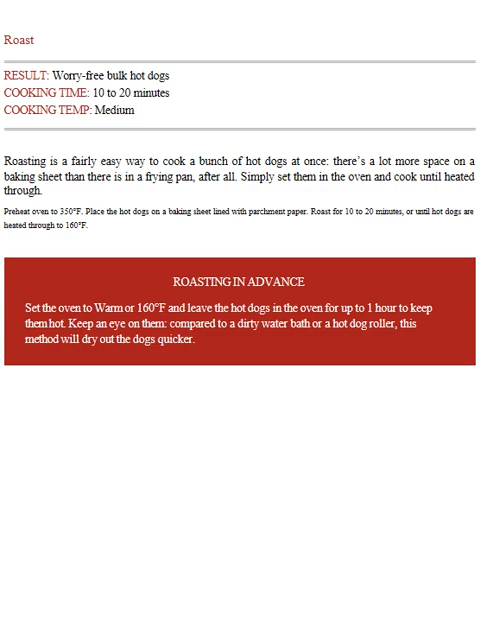 Roast
RESULT: Worry-free bulk hot dogs
COOKING TIME: 10 to 20 minutes
COOKING TEMP: Medium
Roasting is a fairly easy way to cook a bunch of hot dogs at once: there’s a lot more space on a
baking sheet than there is in a frying pan, after all. Simply set them in the oven and cook until heated
through.
Preheat oven to 350°F. Place the hot dogs on a baking sheet lined with parchment paper. Roast for 10 to 20 minutes, or until hot dogs are
heated through to 160°F.
ROASTING IN ADVANCE
Set the oven to Warm or 160°F and leave the hot dogs in the oven for up to 1 hour to keep
them hot. Keep an eye on them: compared to a dirty water bath or a hot dog roller, this
method will dry out the dogs quicker.